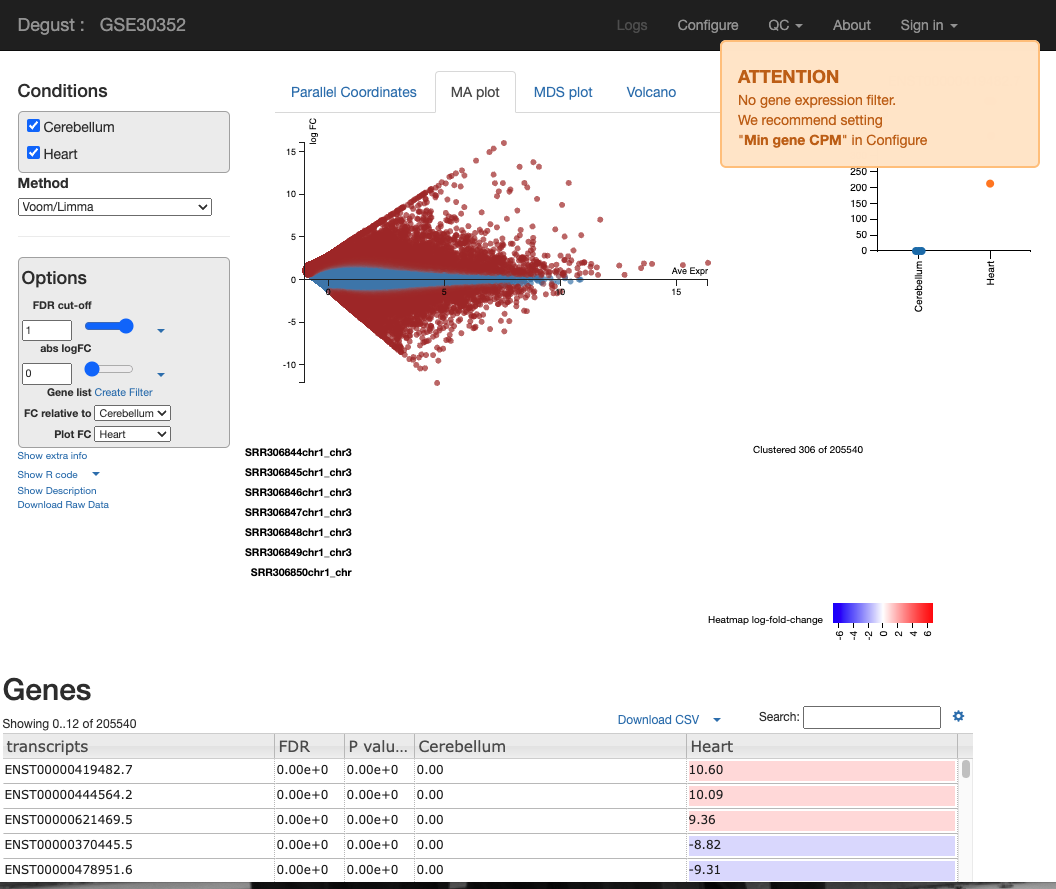 Degust : GSE30352
Logs Configure QC About Sign in
ATTENTION
No gene expression filter.
We recommend setting
"Min gene CPM" in Configure
Conditions
Cerebellum
Heart
Method
Voom/Limma
Options
FDR cut-off
1
abs logFC
0
Gene list Create Filter
FC relative to Cerebellum
Plot FC Heart
Show extra info
Show R code
Show Description
Download Raw Data
Parallel Coordinates MA plot MDS plot Volcano
log FC
15
10
5
0
-5
-10
Ave Expr
0 5 10 15
250
200
150
100
50
0
Cerebellum
Heart
SRR306844chr1_chr3
SRR306845chr1_chr3
SRR306846chr1_chr3
SRR306847chr1_chr3
SRR306848chr1_chr3
SRR306849chr1_chr3
SRR306850chr1_chr
Clustered 306 of 205540
Heatmap log-fold-change
-6 -4 -2 0 2 4 6
Genes
Showing 0..12 of 205540
Download CSV
Search:
transcripts FDR P valu... Cerebellum Heart
ENST00000419482.7 0.00e+0 0.00e+0 0.00 10.60
ENST00000444564.2 0.00e+0 0.00e+0 0.00 10.09
ENST00000621469.5 0.00e+0 0.00e+0 0.00 9.36
ENST00000370445.5 0.00e+0 0.00e+0 0.00 -8.82
ENST00000478951.6 0.00e+0 0.00e+0 0.00 -9.31